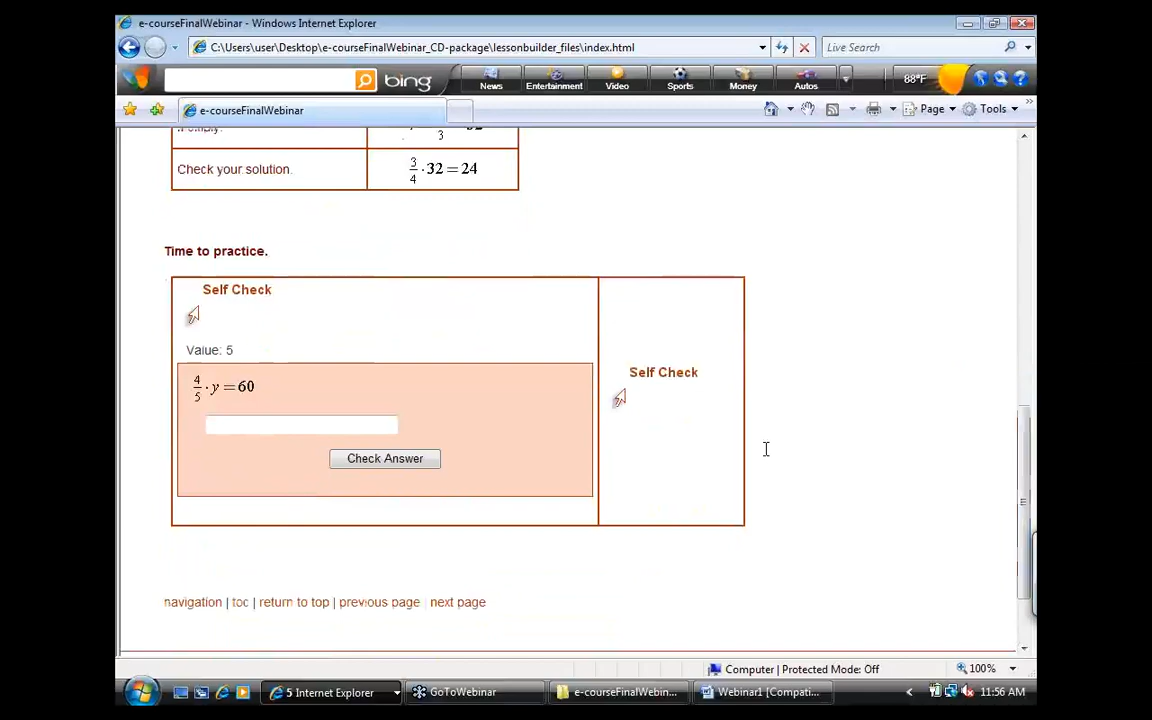 e-courseFinalWebinar - Windows Internet Explorer
C:\Users\user\Desktop\e-courseFinalWebinar_CD-package\lessonbuilder_files\index.html
Live Search
bing
News
Entertainment
Video
Sports
Money
Autos
88°F
e-courseFinalWebinar
Page
Tools
3
Check your solution.
3/4 · 32 = 24
Time to practice.
Self Check
Value: 5
4/5 · y = 60
Check Answer
Self Check
navigation | toc | return to top | previous page | next page
Computer | Protected Mode: Off
100%
5 Internet Explorer
GoToWebinar
e-courseFinalWebin...
Webinar1 [Compati...
11:56 AM